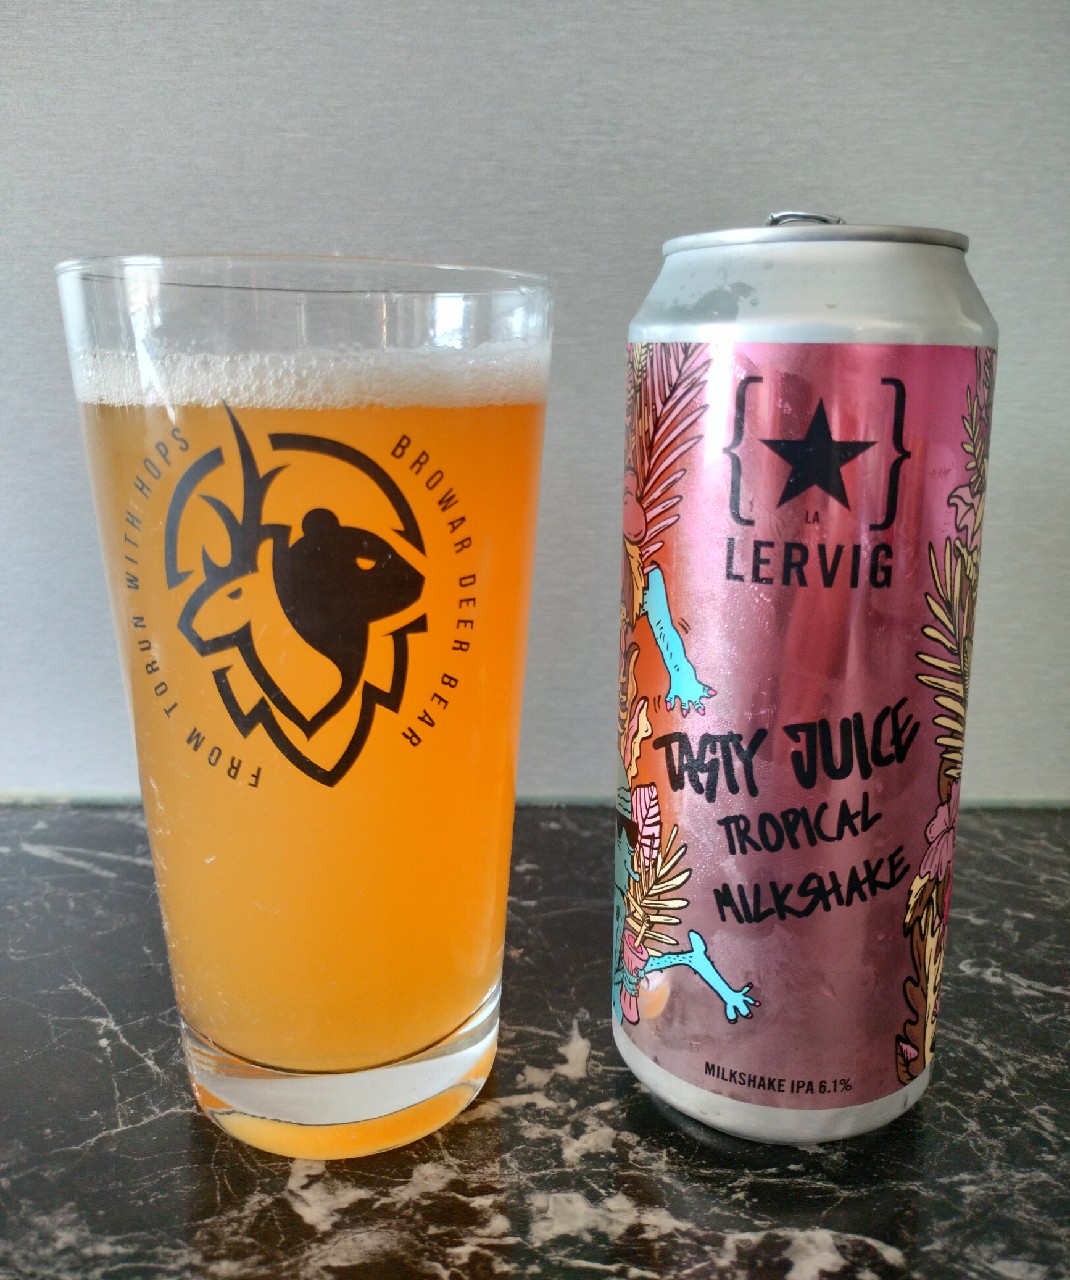 BROWAR DEER BEAR
FROM TORUN WITH HOPS
LA
LERVIG
TASTY JUICE
TROPICAL
MILKSHAKE
MILKSHAKE IPA 6.1%